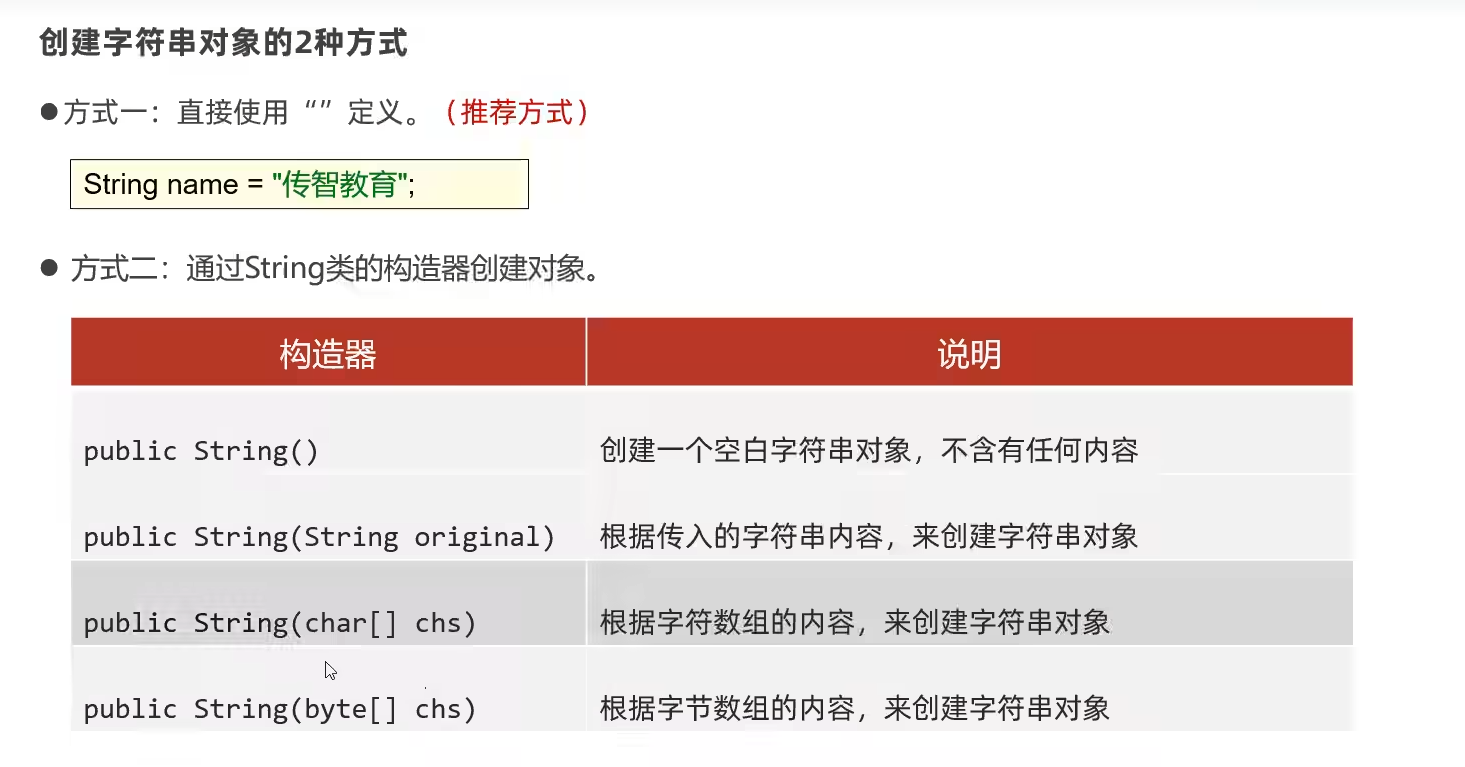 创建字符串对象的2种方式
●方式一：直接使用“”定义。（推荐方式）
String name = "传智教育";
● 方式二：通过String类的构造器创建对象。
构造器 说明
public String() 创建一个空白字符串对象，不含有任何内容
public String(String original) 根据传入的字符串内容，来创建字符串对象
public String(char[] chs) 根据字符数组的内容，来创建字符串对象
public String(byte[] chs) 根据字节数组的内容，来创建字符串对象